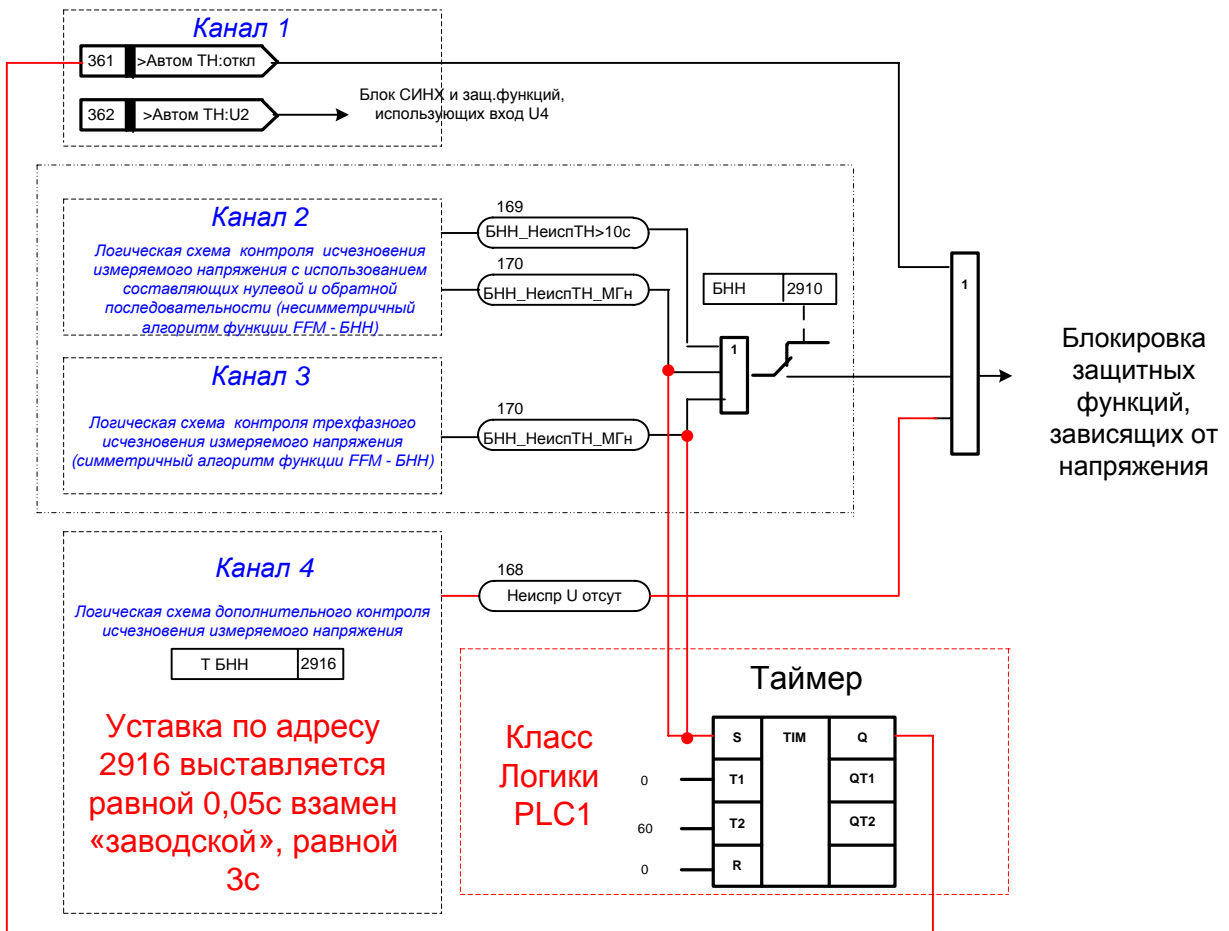 Канал 1
361 >Автом ТН:откл
362 >Автом ТН:U2
Блок СИНХ и защ.функций,
использующих вход U4
Канал 2
Логическая схема контроля исчезновения
измеряемого напряжения с использованием
составляющих нулевой и обратной
последовательности (несимметричный
алгоритм функции FFM - БНН)
169
БНН_НеиспТН>10с
170
БНН_НеиспТН_МГн
БНН 2910
1
1
Блокировка
защитных
функций,
зависящих от
напряжения
Канал 3
Логическая схема контроля трехфазного
исчезновения измеряемого напряжения
(симметричный алгоритм функции FFM - БНН)
170
БНН_НеиспТН_МГн
Канал 4
Логическая схема дополнительного контроля
исчезновения измеряемого напряжения
Т БНН 2916
168
Неиспр U отсут
Уставка по адресу
2916 выставляется
равной 0,05с взамен
«заводской», равной
3с
Таймер
Класс
Логики
PLC1
S TIM Q
0 T1 QT1
60 T2 QT2
0 R